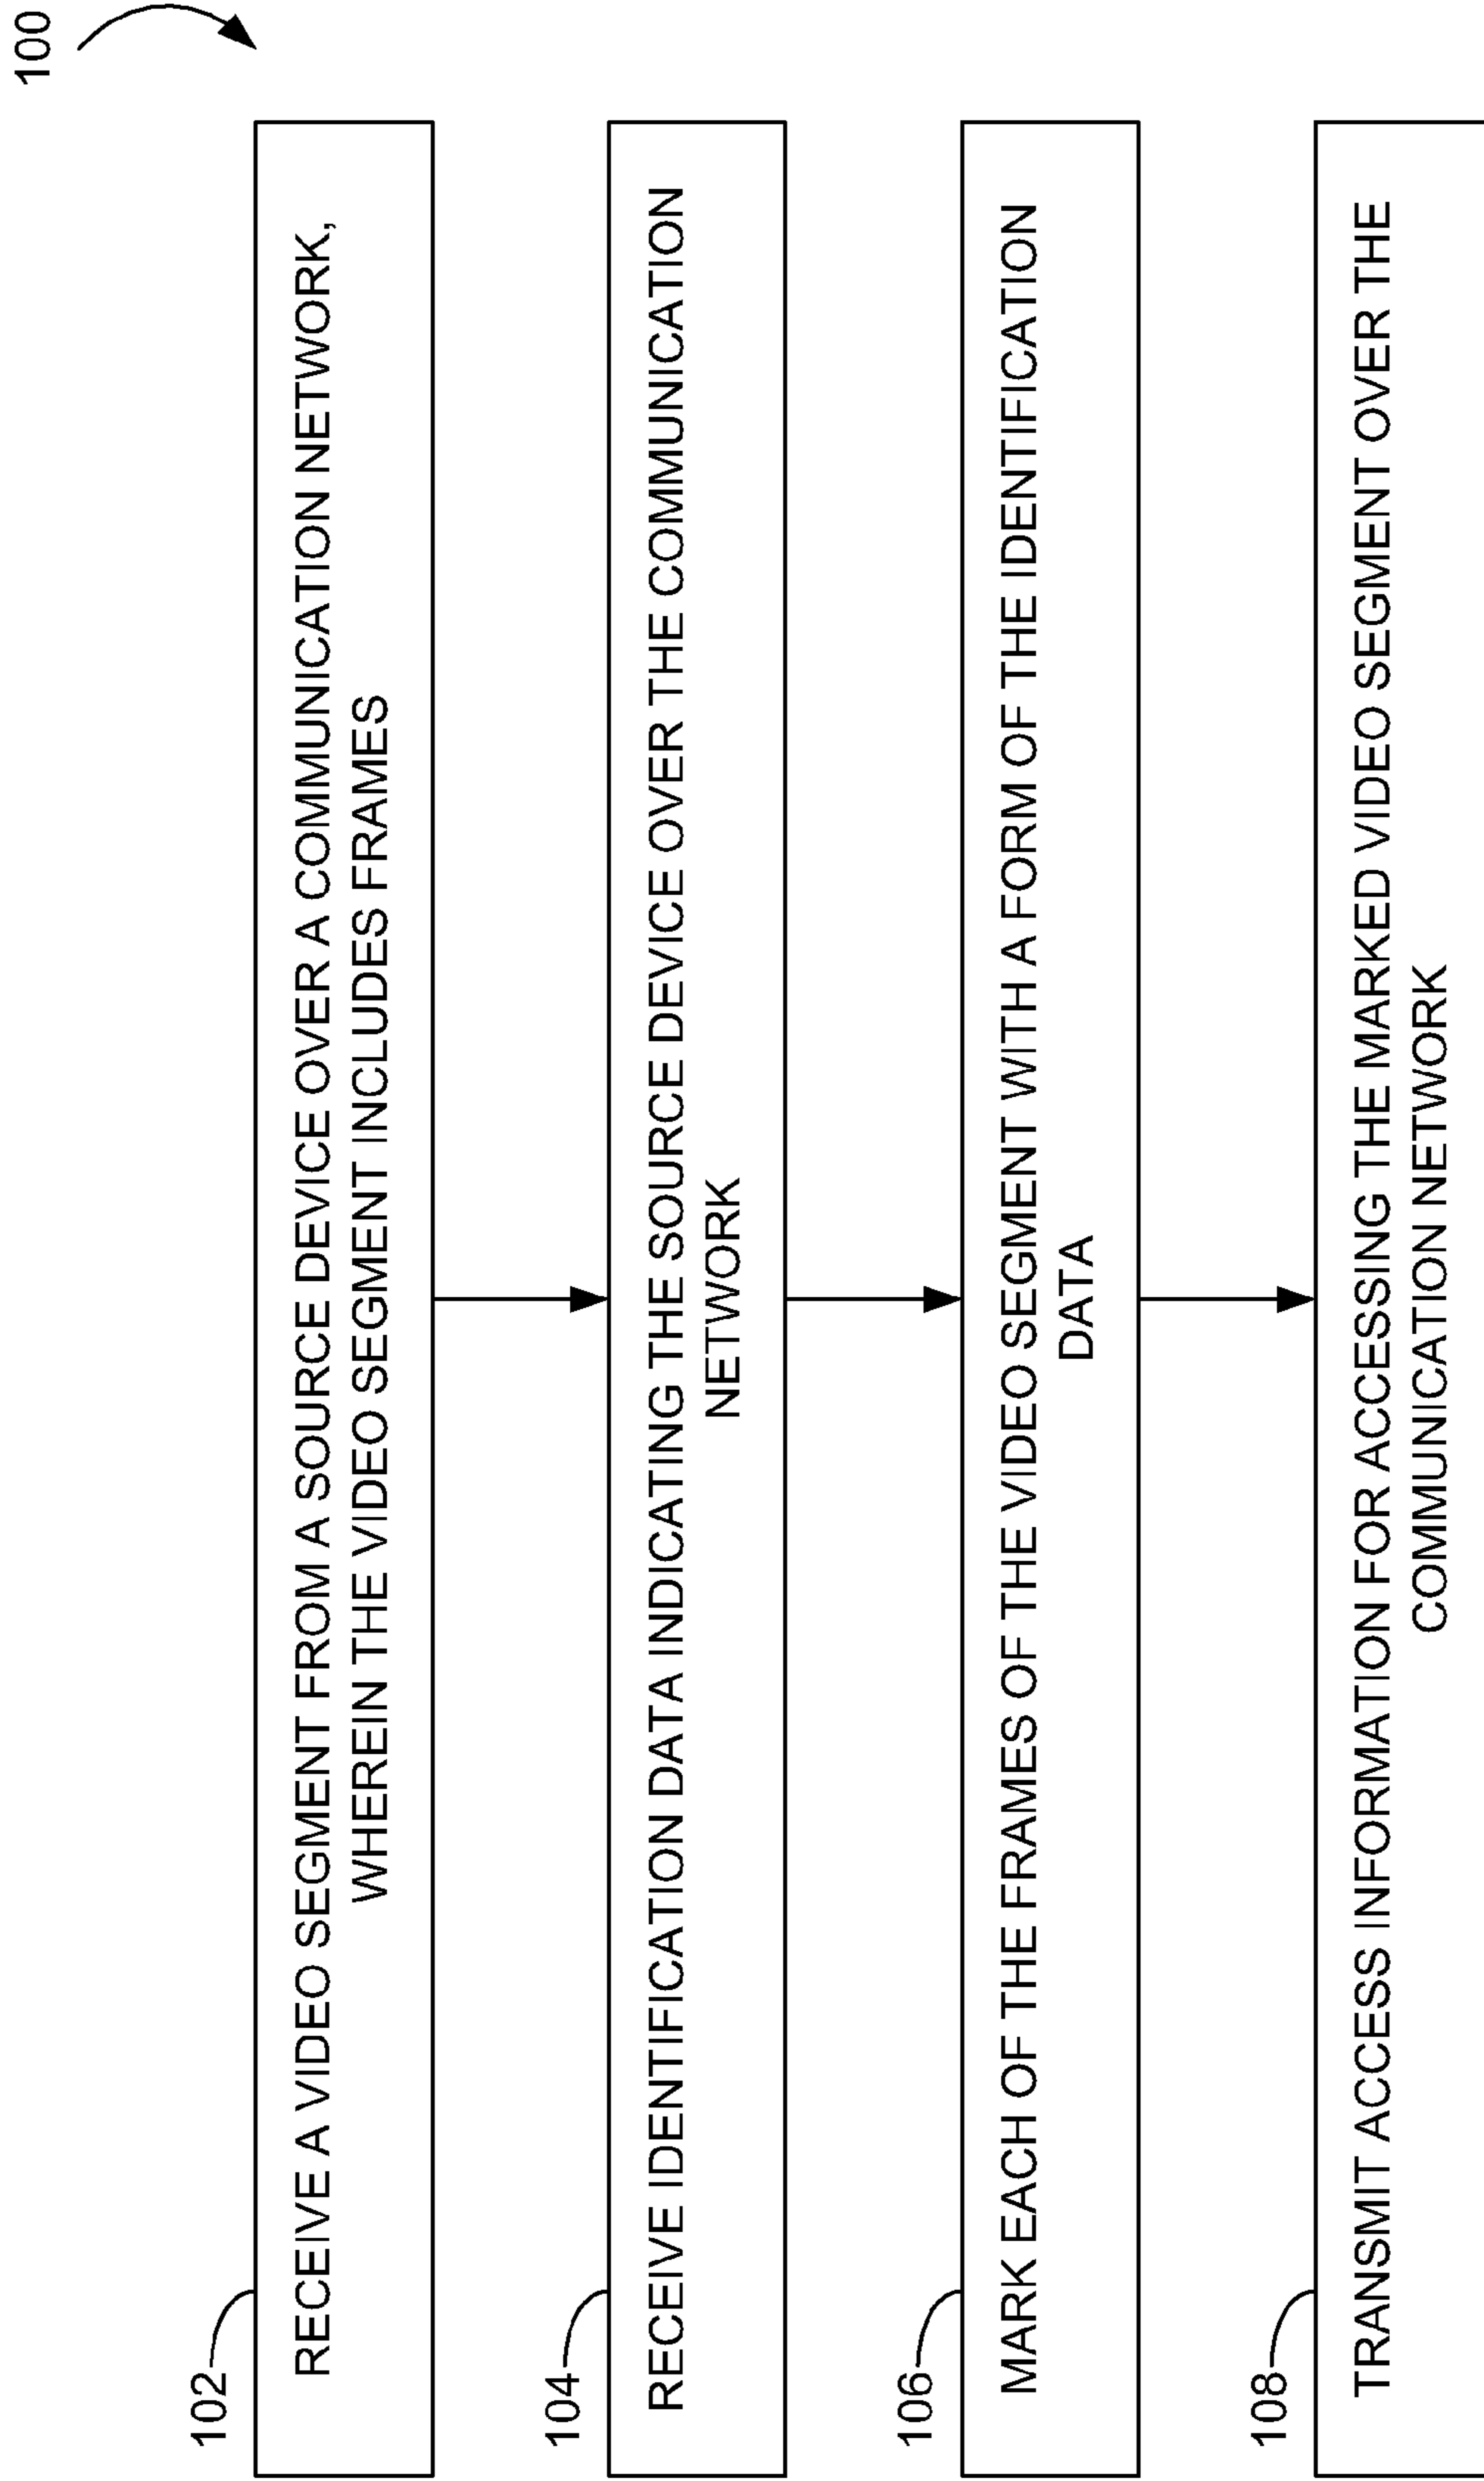 100
102
RECEIVE A VIDEO SEGMENT FROM A SOURCE DEVICE OVER A COMMUNICATION NETWORK,
WHEREIN THE VIDEO SEGMENT INCLUDES FRAMES
104
RECEIVE IDENTIFICATION DATA INDICATING THE SOURCE DEVICE OVER THE COMMUNICATION
NETWORK
106
MARK EACH OF THE FRAMES OF THE VIDEO SEGMENT WITH A FORM OF THE IDENTIFICATION
DATA
108
TRANSMIT ACCESS INFORMATION FOR ACCESSING THE MARKED VIDEO SEGMENT OVER THE
COMMUNICATION NETWORK